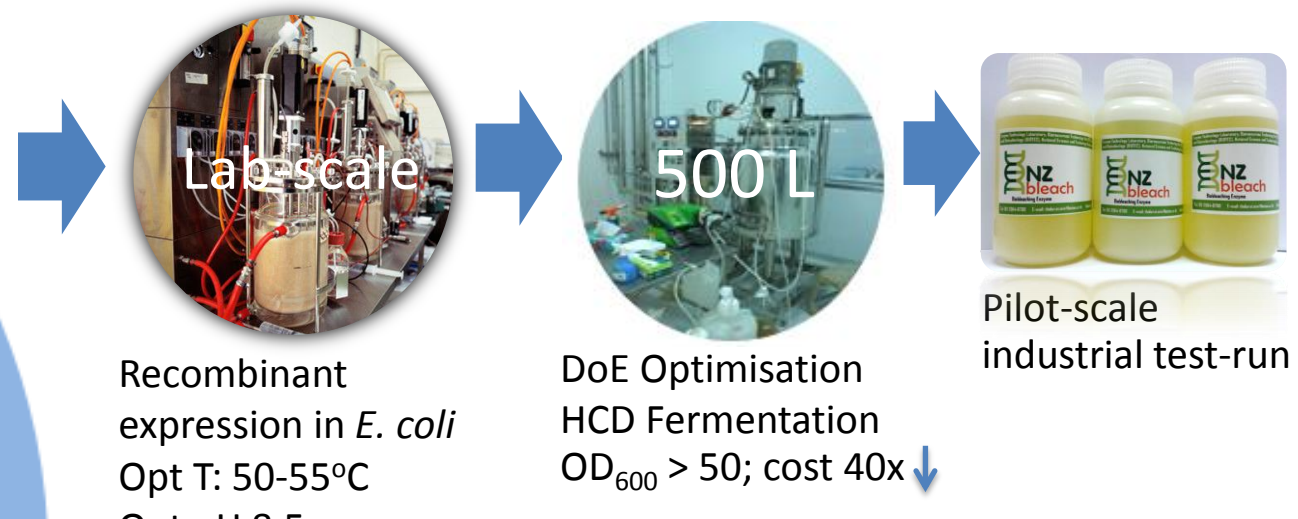 Lab-scale
500 L
NZ
bleach
NZ
bleach
NZ
bleach
Recombinant
expression in E. coli
Opt T: 50-55°C
DoE Optimisation
HCD Fermentation
OD₆₀₀ > 50; cost 40x ↓
Pilot-scale
industrial test-run